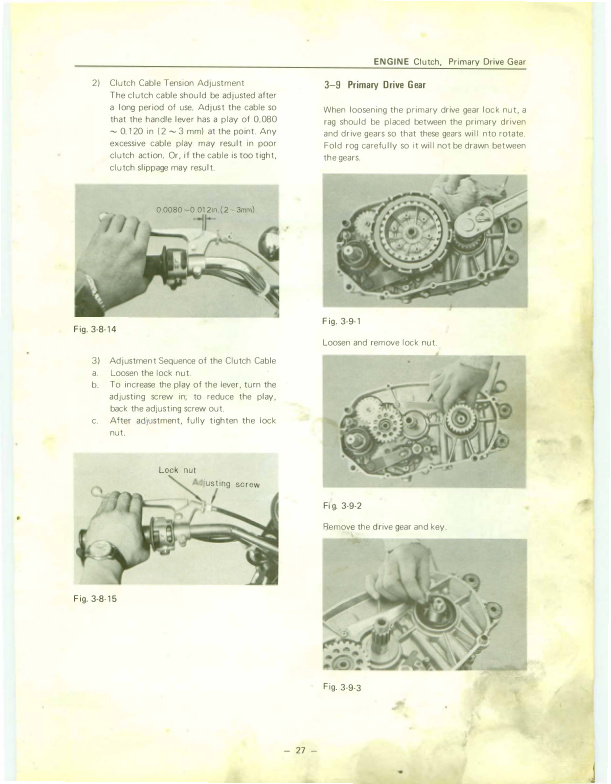 ENGINE Clutch, Primary Drive Gear
2) Clutch Cable Tension Adjustment
The clutch cable should be adjusted after
a long period of use. Adjust the cable so
that the handle lever has a play of 0.080
~ 0.120 in (2 ~ 3 mm) at the point. Any
excessive cable play may result in poor
clutch action. Or, if the cable is too tight,
clutch slippage may result.
0.0080~0.012in.(2~3mm)
Fig. 3-8-14
3) Adjustment Sequence of the Clutch Cable
a. Loosen the lock nut.
b. To increase the play of the lever, turn the
adjusting screw in; to reduce the play,
back the adjusting screw out.
c. After adjustment, fully tighten the lock
nut.
Lock nut
Adjusting screw
Fig. 3-8-15
3-9 Primary Drive Gear
When loosening the primary drive gear lock nut, a
rag should be placed between the primary driven
and drive gears so that these gears will nto rotate.
Fold rog carefully so it will not be drawn between
the gears.
Fig. 3-9-1
Loosen and remove lock nut.
Fig. 3-9-2
Remove the drive gear and key.
Fig. 3-9-3
- 27 -